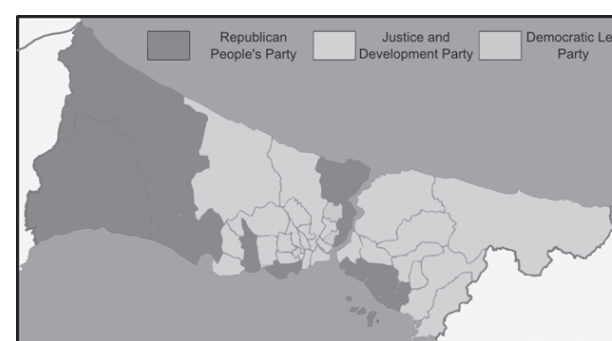 Republican
People's Party
Justice and
Development Party
Democratic Le
Party